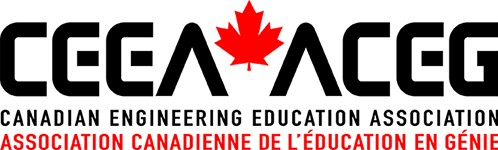 CEEA ACEG
CANADIAN ENGINEERING EDUCATION ASSOCIATION
ASSOCIATION CANADIENNE DE L'ÉDUCATION EN GÉNIE